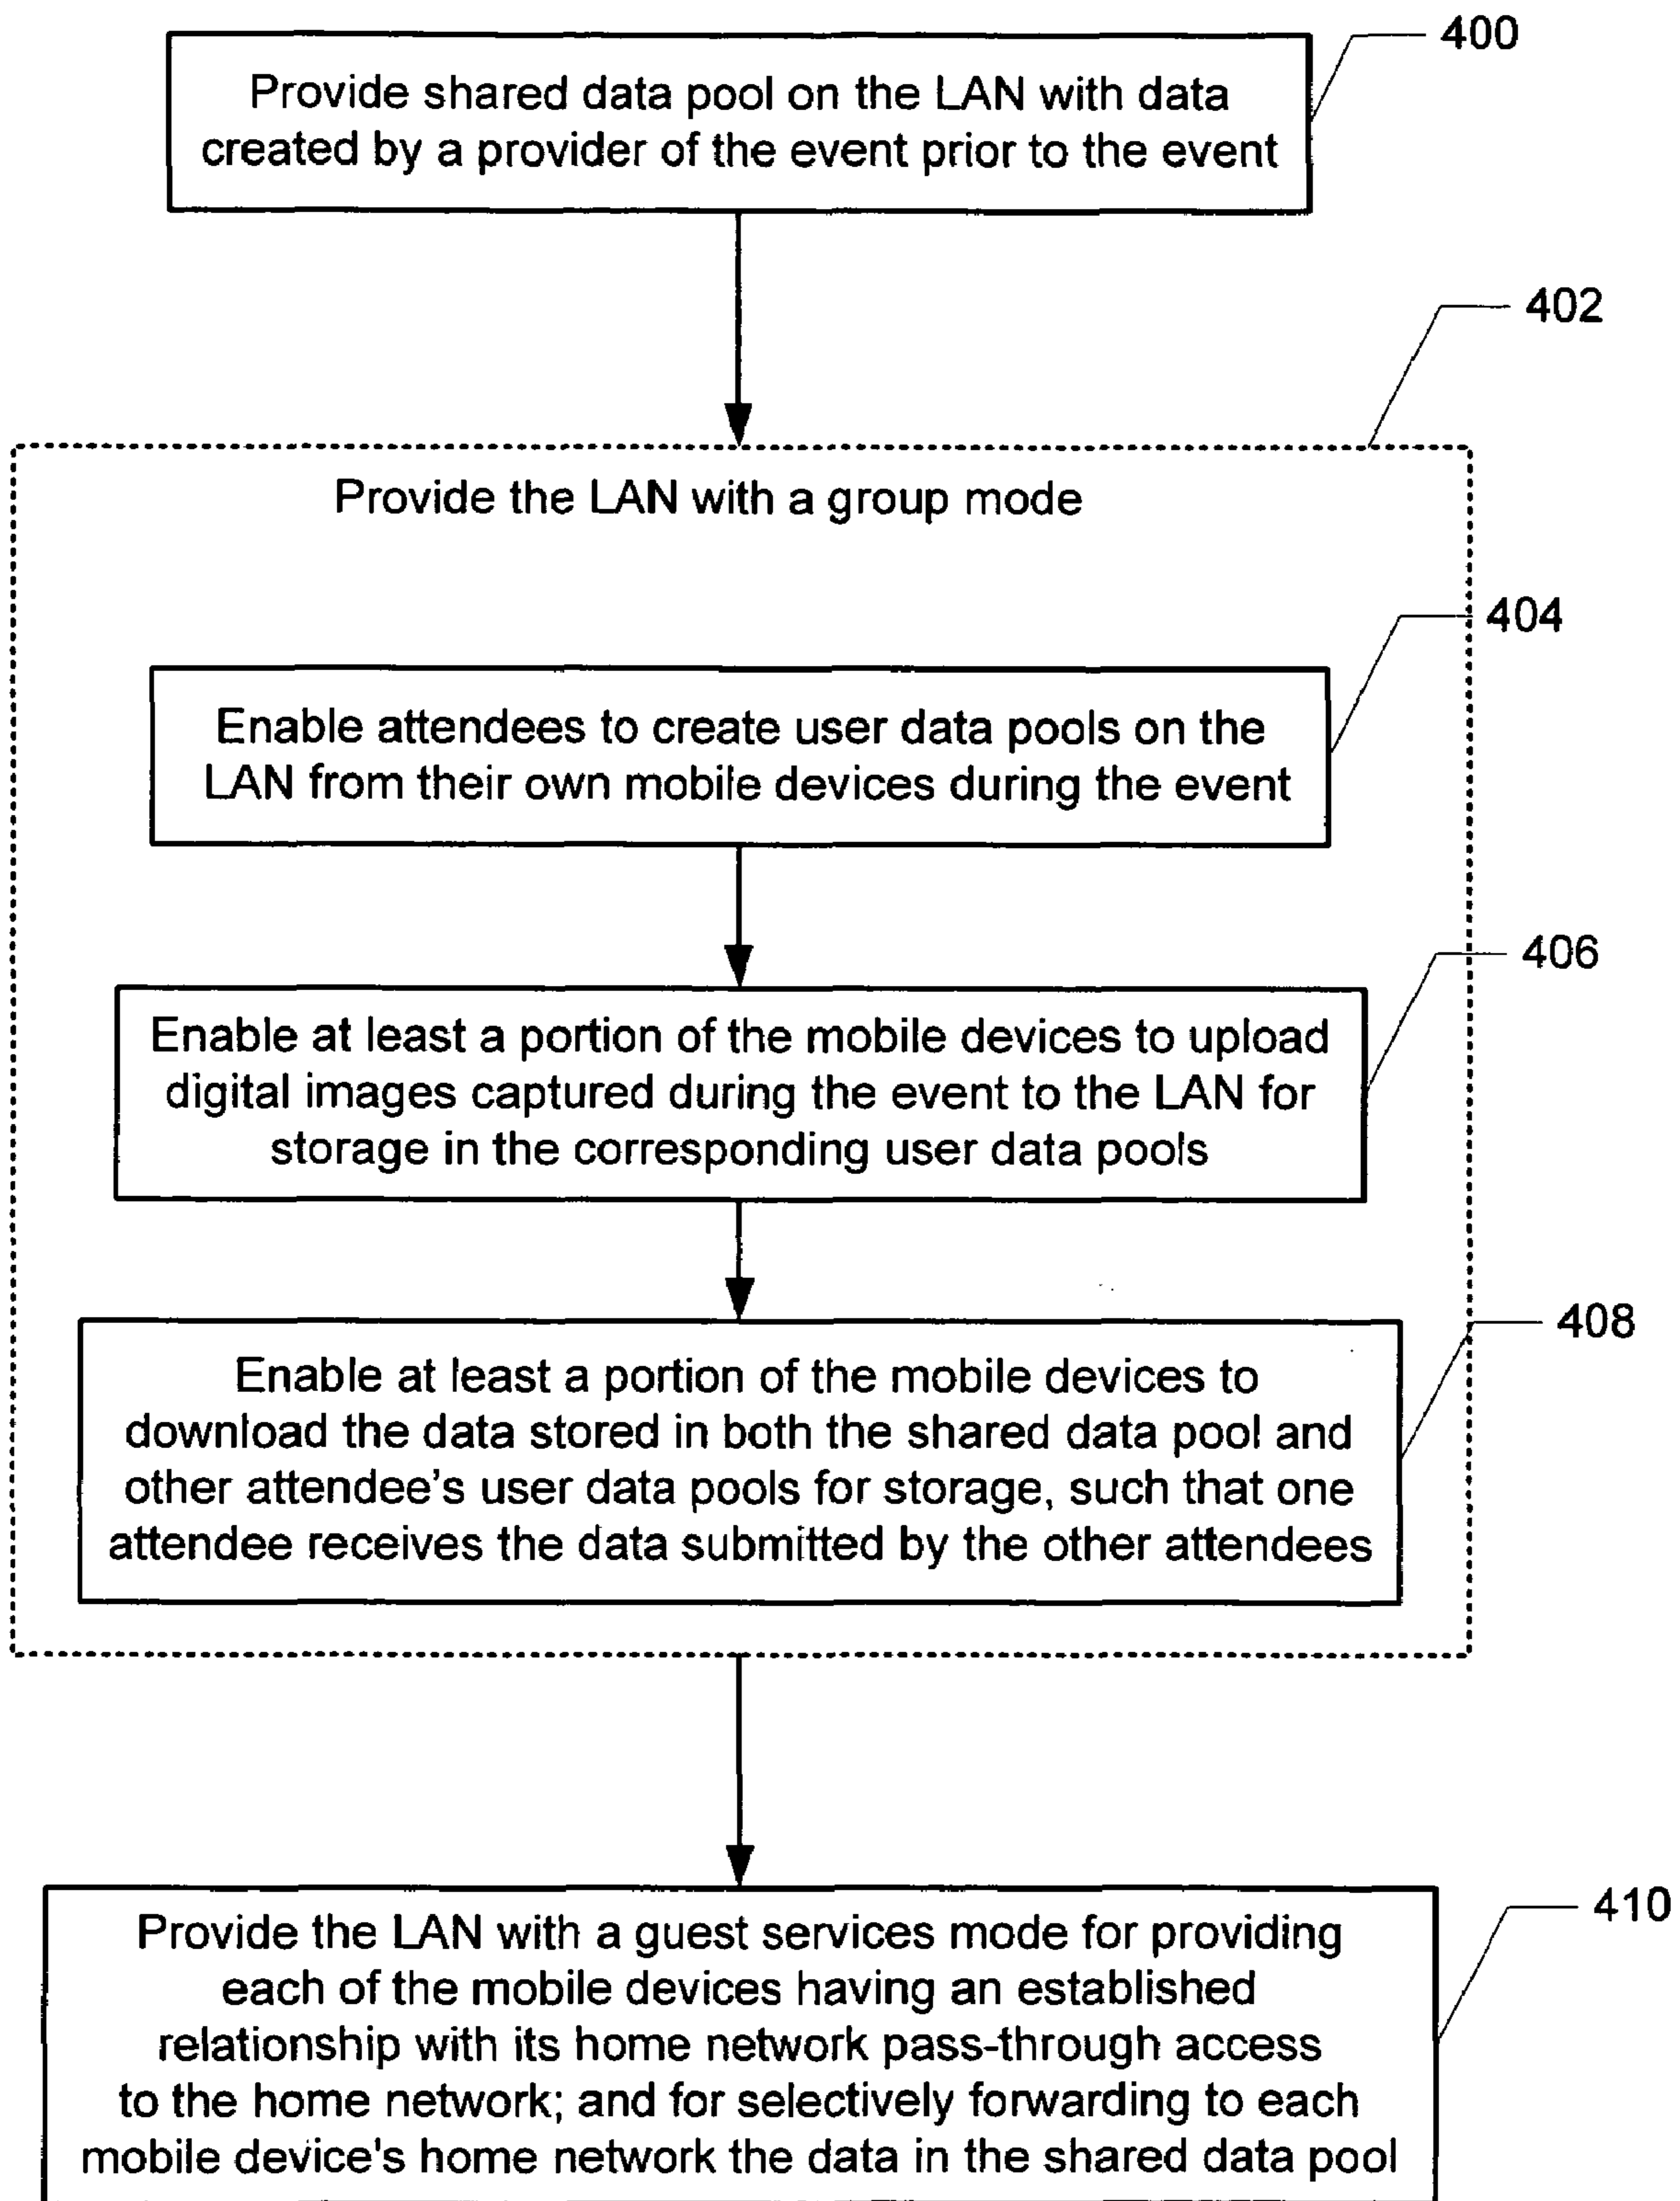 400
Provide shared data pool on the LAN with data
created by a provider of the event prior to the event
402
Provide the LAN with a group mode
404
Enable attendees to create user data pools on the
LAN from their own mobile devices during the event
406
Enable at least a portion of the mobile devices to upload
digital images captured during the event to the LAN for
storage in the corresponding user data pools
408
Enable at least a portion of the mobile devices to
download the data stored in both the shared data pool and
other attendee's user data pools for storage, such that one
attendee receives the data submitted by the other attendees
410
Provide the LAN with a guest services mode for providing
each of the mobile devices having an established
relationship with its home network pass-through access
to the home network; and for selectively forwarding to each
mobile device's home network the data in the shared data pool